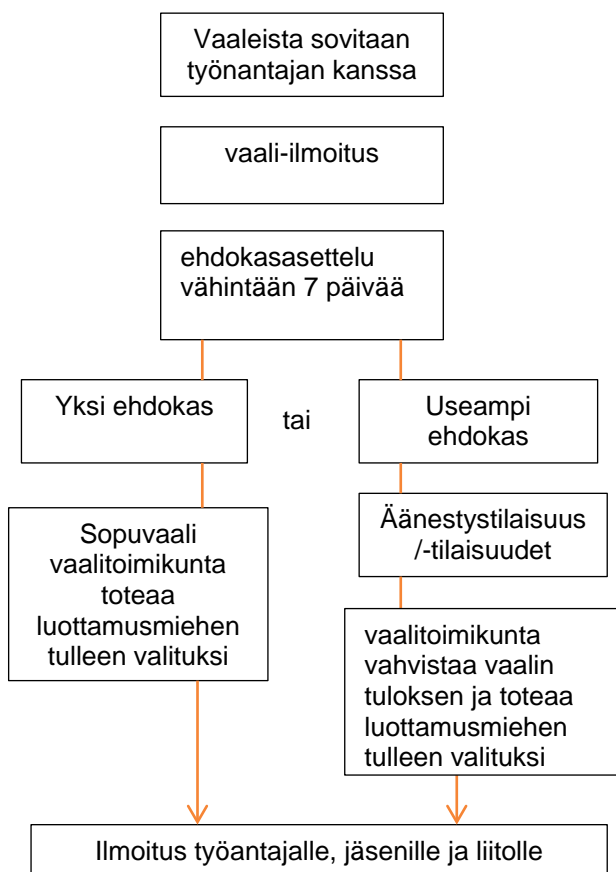 Vaaleista sovitaan
työnantajan kanssa
vaali-ilmoitus
ehdokasasettelu
vähintään 7 päivää
Yksi ehdokas
tai
Useampi
ehdokas
Sopuvaali
vaalitoimikunta
toteaa
luottamusmiehen
tulleen valituksi
Äänestystilaisuus
/-tilaisuudet
vaalitoimikunta
vahvistaa vaalin
tuloksen ja toteaa
luottamusmiehen
tulleen valituksi
Ilmoitus työantajalle, jäsenille ja liitolle